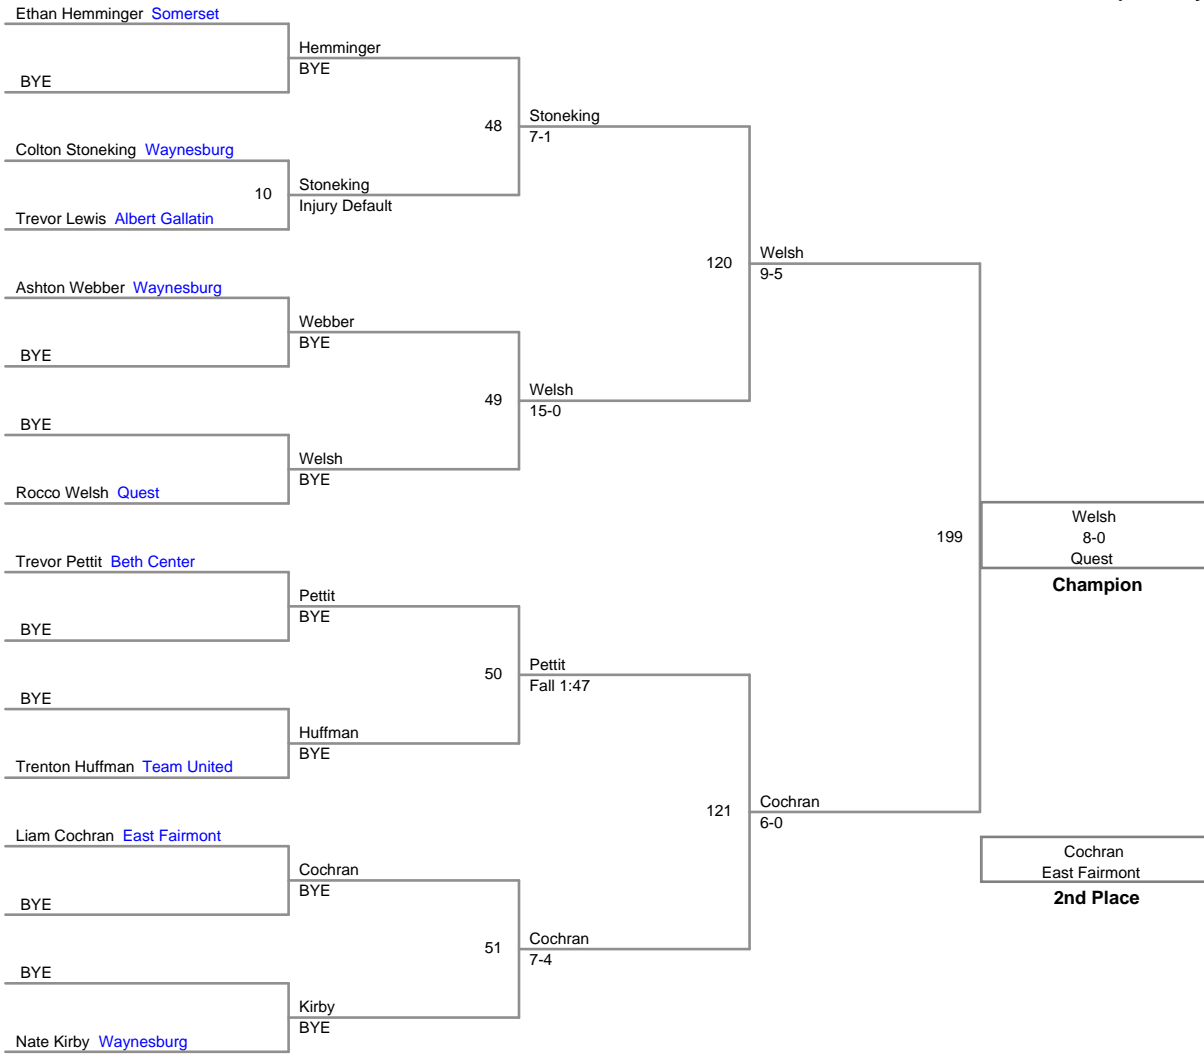 Ethan Hemminger Somerset
Hemminger
BYE
BYE
48
Stoneking
7-1
Colton Stoneking Waynesburg
10
Stoneking
Injury Default
Trevor Lewis Albert Gallatin
120
Welsh
9-5
Ashton Webber Waynesburg
Webber
BYE
BYE
49
Welsh
15-0
BYE
Welsh
BYE
Rocco Welsh Quest
199
Welsh
8-0
Quest
Champion
Trevor Pettit Beth Center
Pettit
BYE
BYE
50
Pettit
Fall 1:47
BYE
Huffman
BYE
Trenton Huffman Team United
121
Cochran
6-0
Liam Cochran East Fairmont
Cochran
BYE
BYE
Cochran
East Fairmont
2nd Place
51
Cochran
7-4
BYE
Kirby
BYE
Nate Kirby Waynesburg